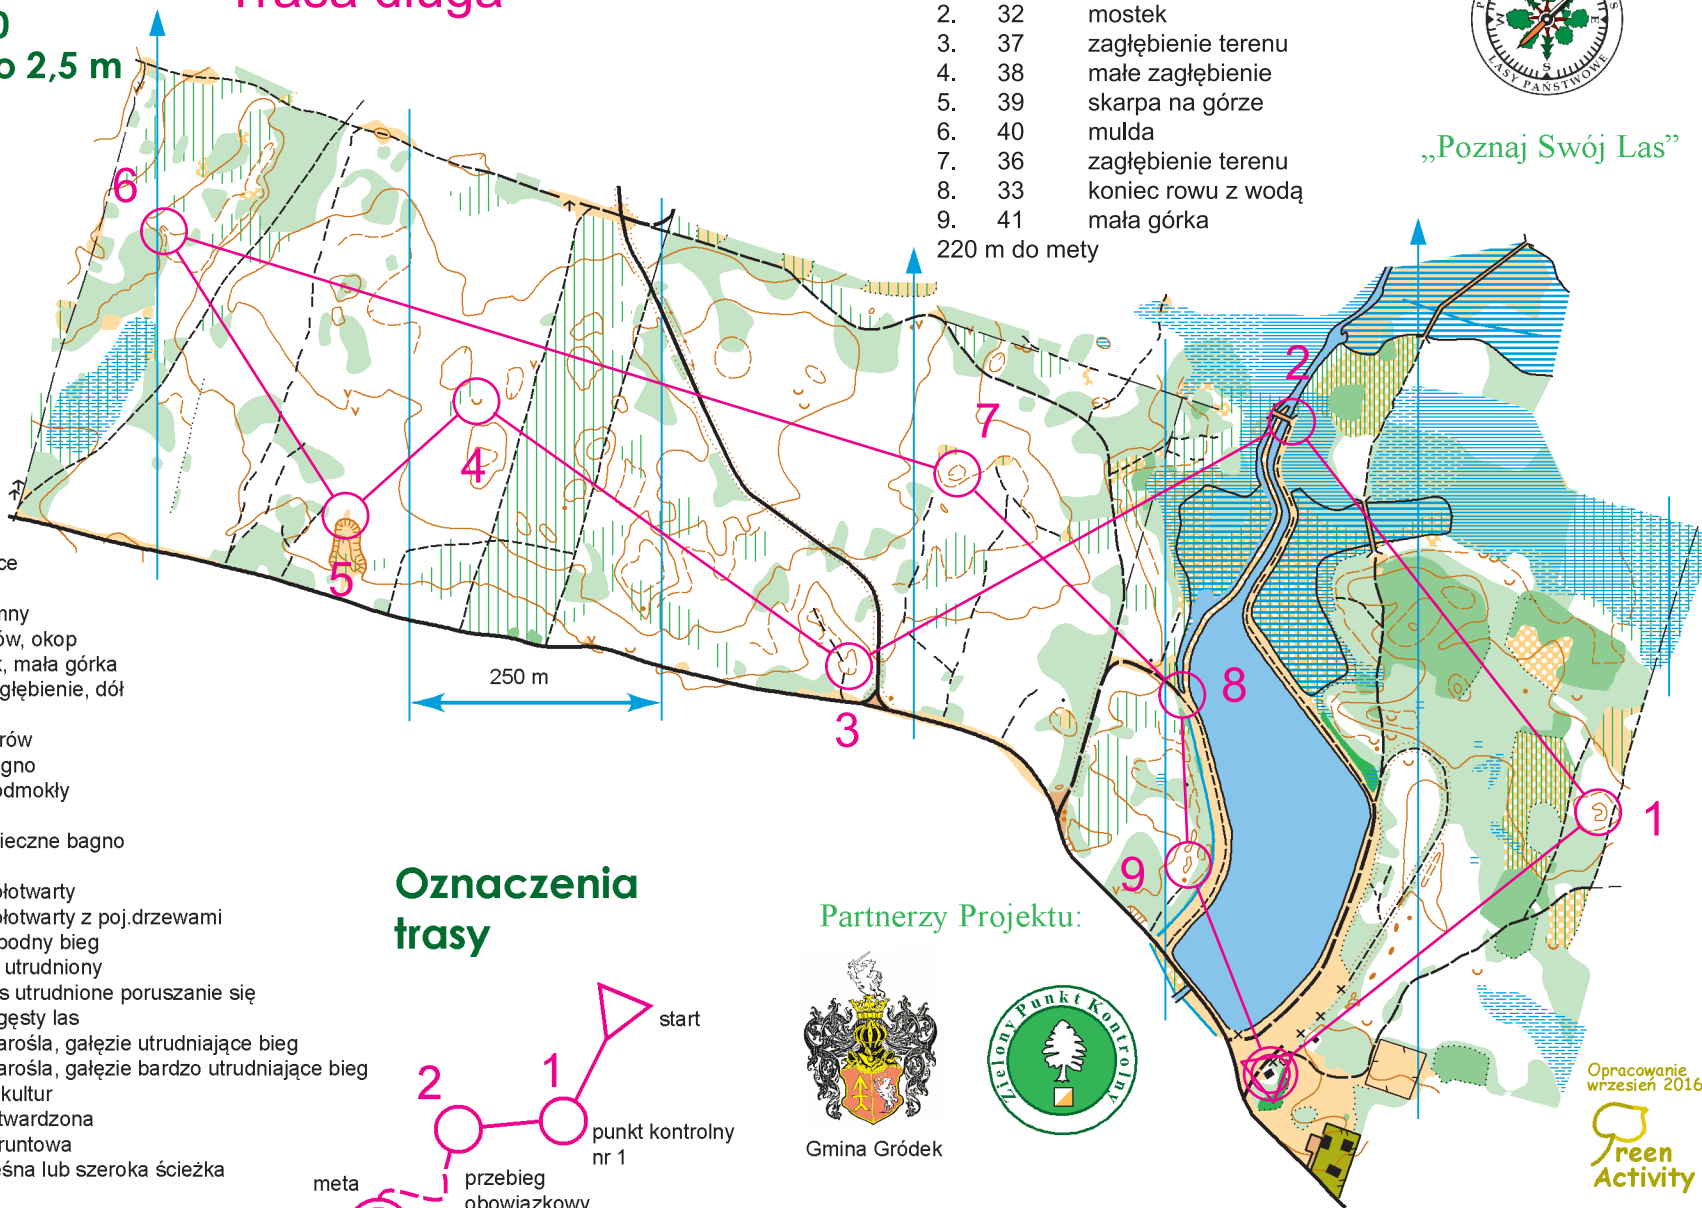 Trasa długa
o 2,5 m
2. 32 mostek
3. 37 zagłębienie terenu
4. 38 małe zagłębienie
5. 39 skarpa na górze
6. 40 mulda
7. 36 zagłębienie terenu
8. 33 koniec rowu z wodą
9. 41 mała górka
220 m do mety
LASY PAŃSTWOWE
W
E
S
„Poznaj Swój Las”
6
2
7
4
5
250 m
3
8
1
9
ce
nny
ów, okop
k, mała górka
głębienie, dół
rów
gno
odmokły
ieczne bagno
ołotwarty
ołotwarty z poj.drzewami
bodny bieg
utrudniony
s utrudnione poruszanie się
gęsty las
arośla, gałęzie utrudniające bieg
arośla, gałęzie bardzo utrudniające bieg
kultur
twardzona
runtowa
eśna lub szeroka ścieżka
Oznaczenia
trasy
start
1
2
punkt kontrolny
nr 1
meta
przebieg
obowiązkowy
Partnerzy Projektu:
Gmina Gródek
Zielony Punkt Kontrolny
Opracowanie
wrzesień 2016
Green
Activity